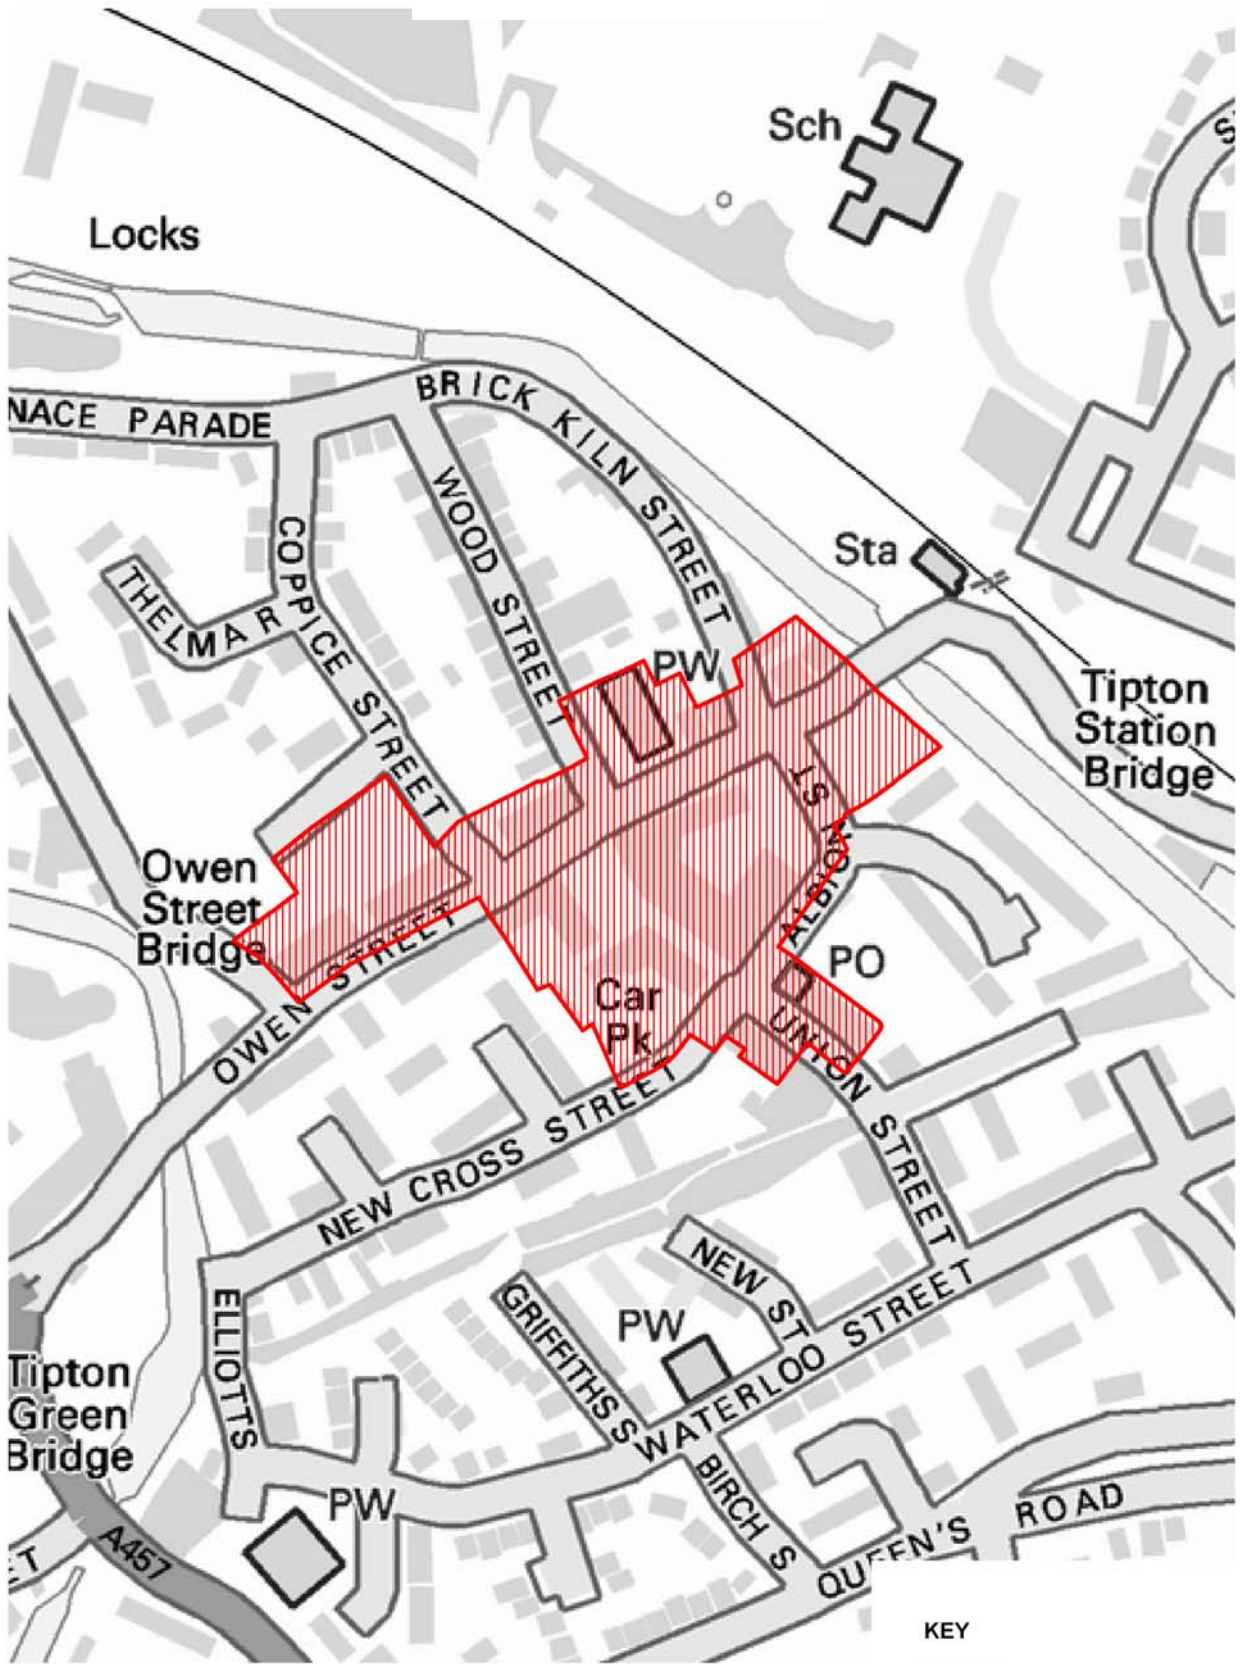 Sch
Locks
NACE PARADE
BRICK KILN STREET
WOOD STREET
COPPICE STREET
THELMA R
Sta
PW
Tipton
Station
Bridge
Owen
Street
Bridge
OWEN STREET
ALBION ST
PO
Car
Pk
UNION STREET
NEW CROSS STREET
ELLIOTTS
NEW ST
GRIFFITHS S
PW
WATERLOO STREET
Tipton
Green
Bridge
PW
BIRCH S
QUEEN'S ROAD
A457
ET
KEY